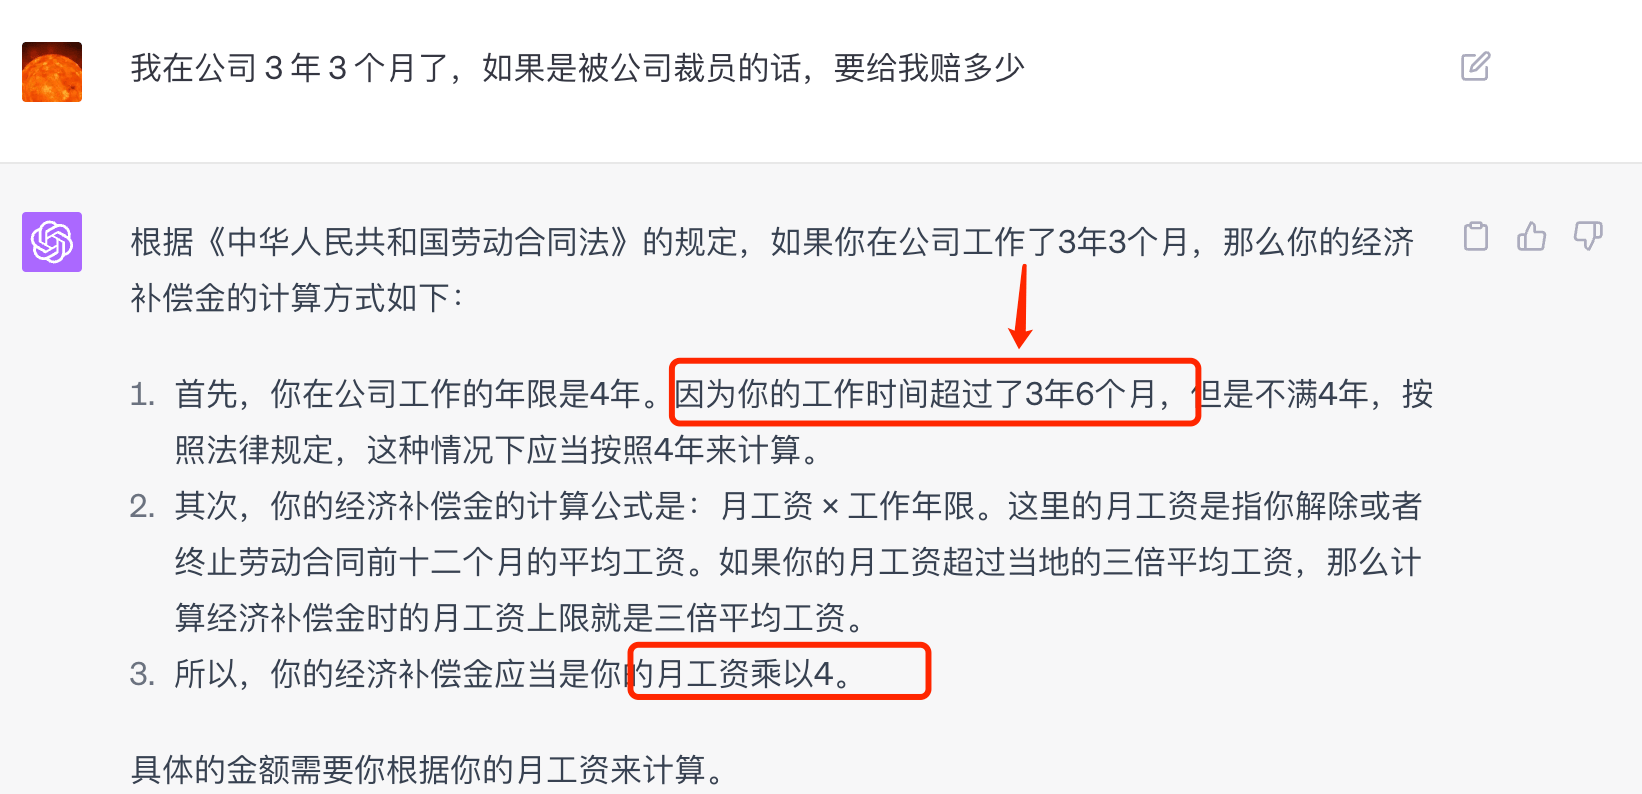 我在公司 3 年 3 个月了，如果是被公司裁员的话，要给我赔多少
根据《中华人民共和国劳动合同法》的规定，如果你在公司工作了3年3个月，那么你的经济
补偿金的计算方式如下：
1. 首先，你在公司工作的年限是4年。因为你的工作时间超过了3年6个月，但是不满4年，按
照法律规定，这种情况下应当按照4年来计算。
2. 其次，你的经济补偿金的计算公式是：月工资 × 工作年限。这里的月工资是指你解除或者
终止劳动合同前十二个月的平均工资。如果你的月工资超过当地的三倍平均工资，那么计
算经济补偿金时的月工资上限就是三倍平均工资。
3. 所以，你的经济补偿金应当是你的月工资乘以4。
具体的金额需要你根据你的月工资来计算。